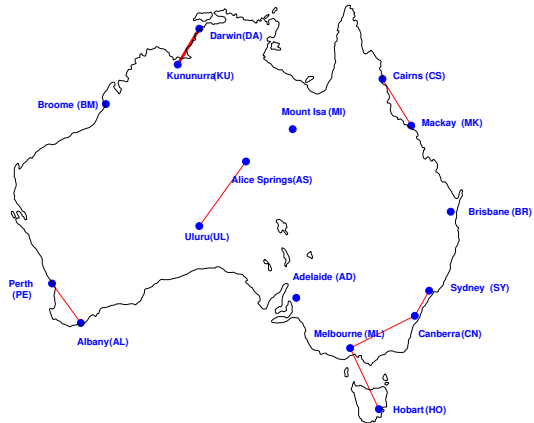 Darwin(DA)
Kununurra(KU)
Cairns (CS)
Broome (BM)
Mount Isa (MI)
Mackay (MK)
Alice Springs(AS)
Brisbane (BR)
Uluru(UL)
Adelaide (AD)
Perth
(PE)
Sydney (SY)
Melbourne (ML)
Canberra(CN)
Albany(AL)
Hobart(HO)